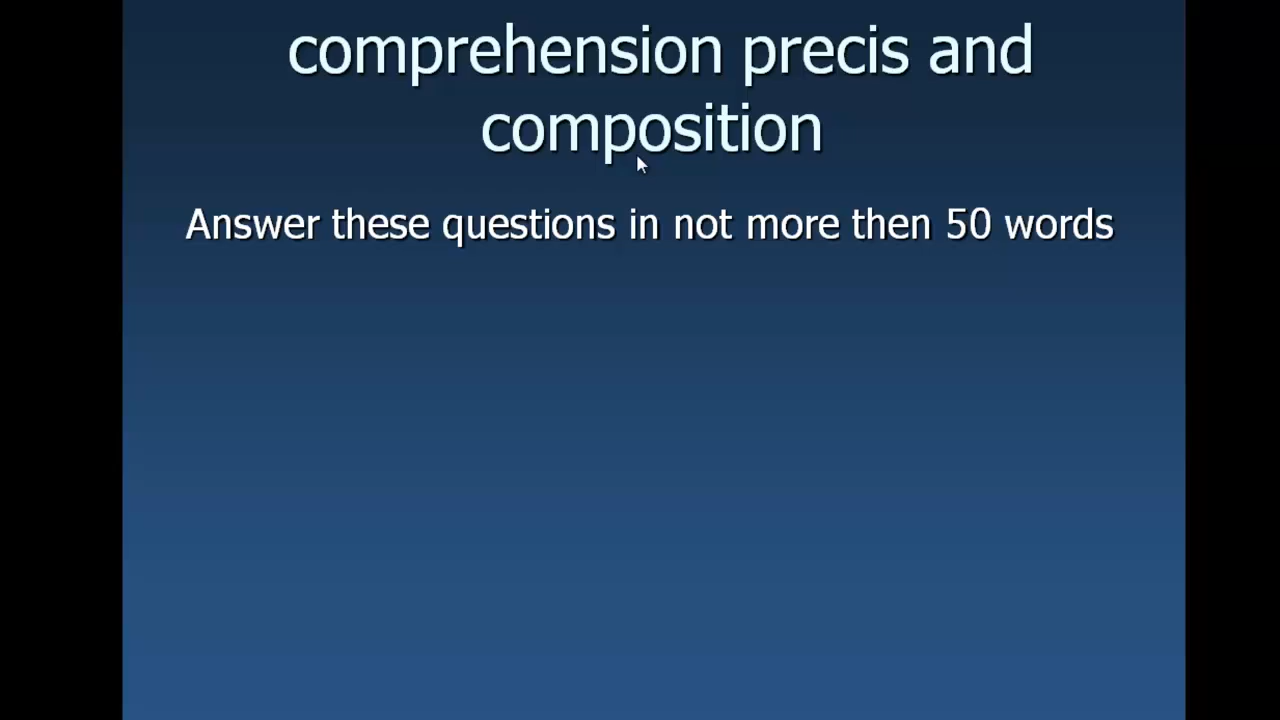 comprehension precis and
composition
Answer these questions in not more then 50 words